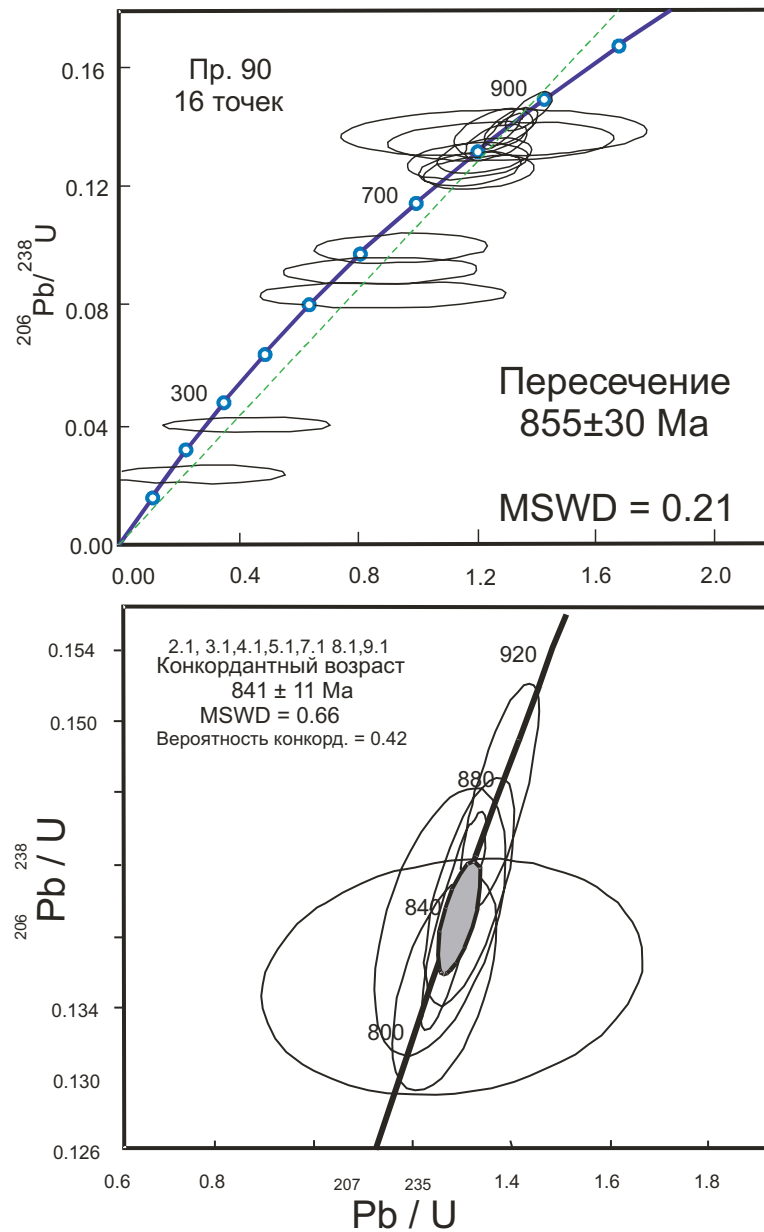 0.16
0.12
0.08
0.04
0.00
206 238
Pb/ U
Пр. 90
16 точек
900
700
300
Пересечение
855±30 Ma
MSWD = 0.21
0.00 0.4 0.8 1.2 1.6 2.0
0.154
0.150
0.134
0.130
0.126
206 238
Pb / U
2.1, 3.1,4.1,5.1,7.1 8.1,9.1
Конкордантный возраст
841 ± 11 Ma
MSWD = 0.66
Вероятность конкорд. = 0.42
920
880
840
800
0.6 0.8 1.4 1.6 1.8
207 235
Pb / U